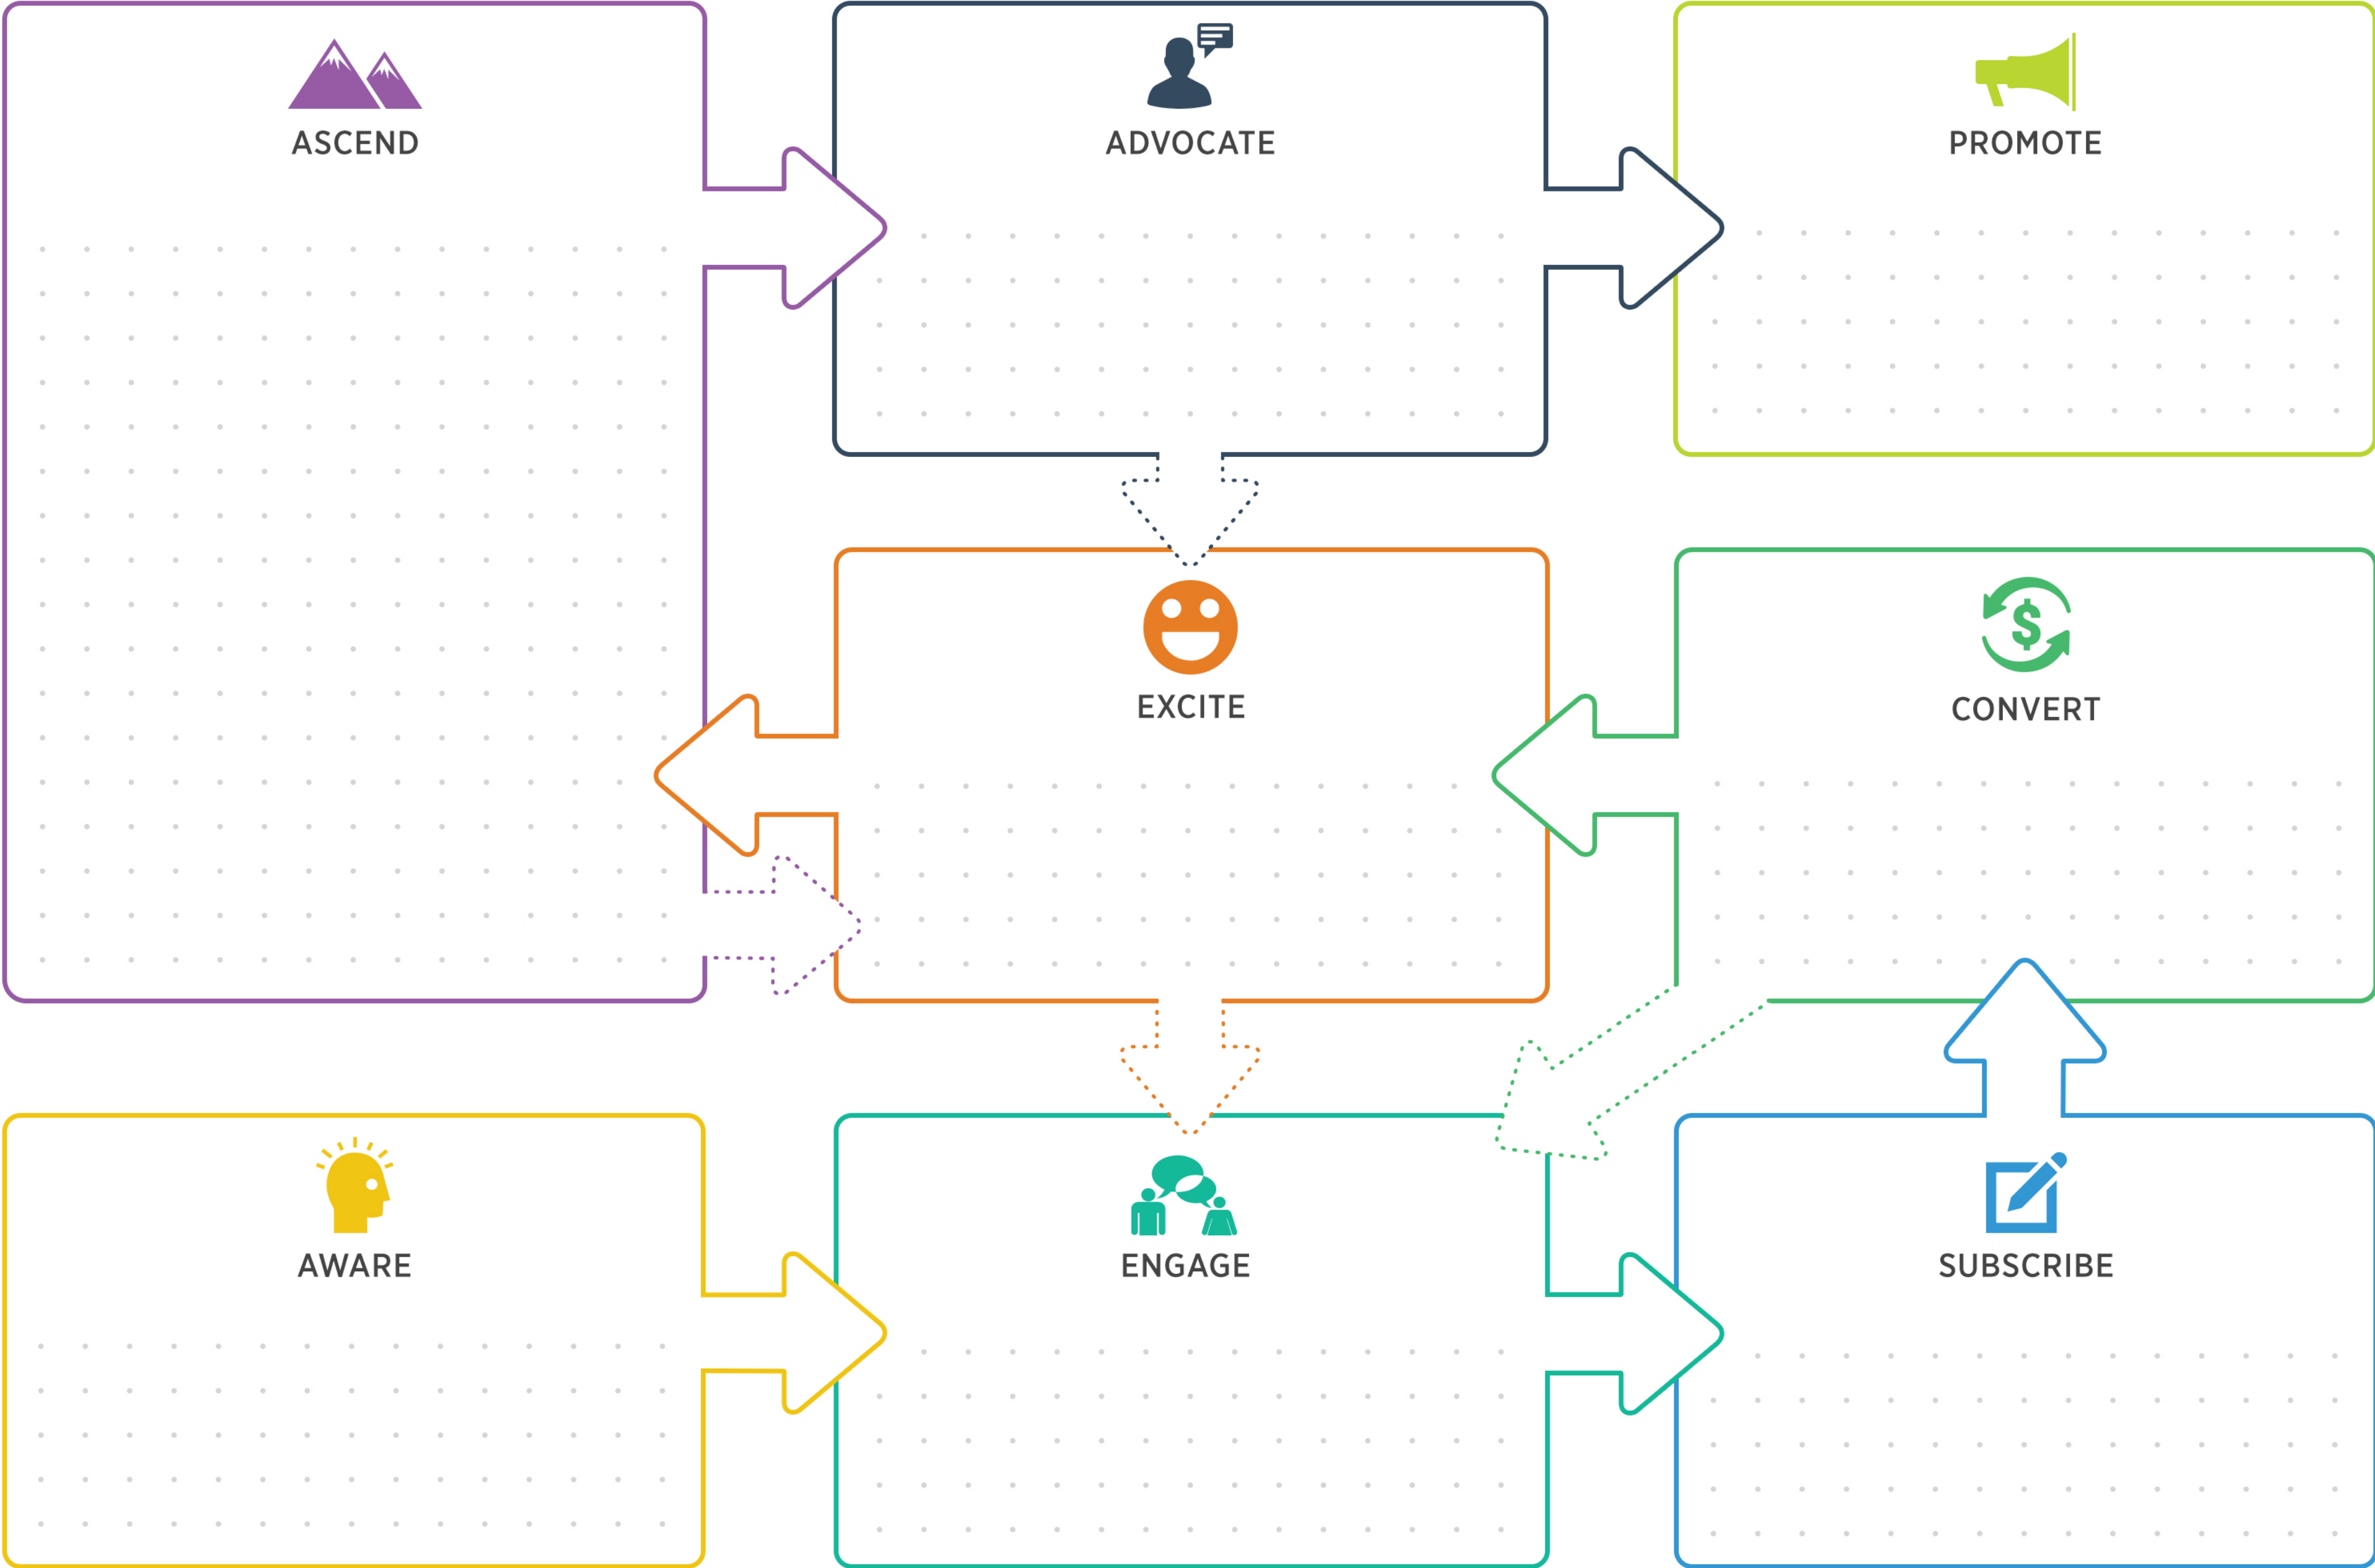 ASCEND
ADVOCATE
PROMOTE
EXCITE
CONVERT
AWARE
ENGAGE
SUBSCRIBE